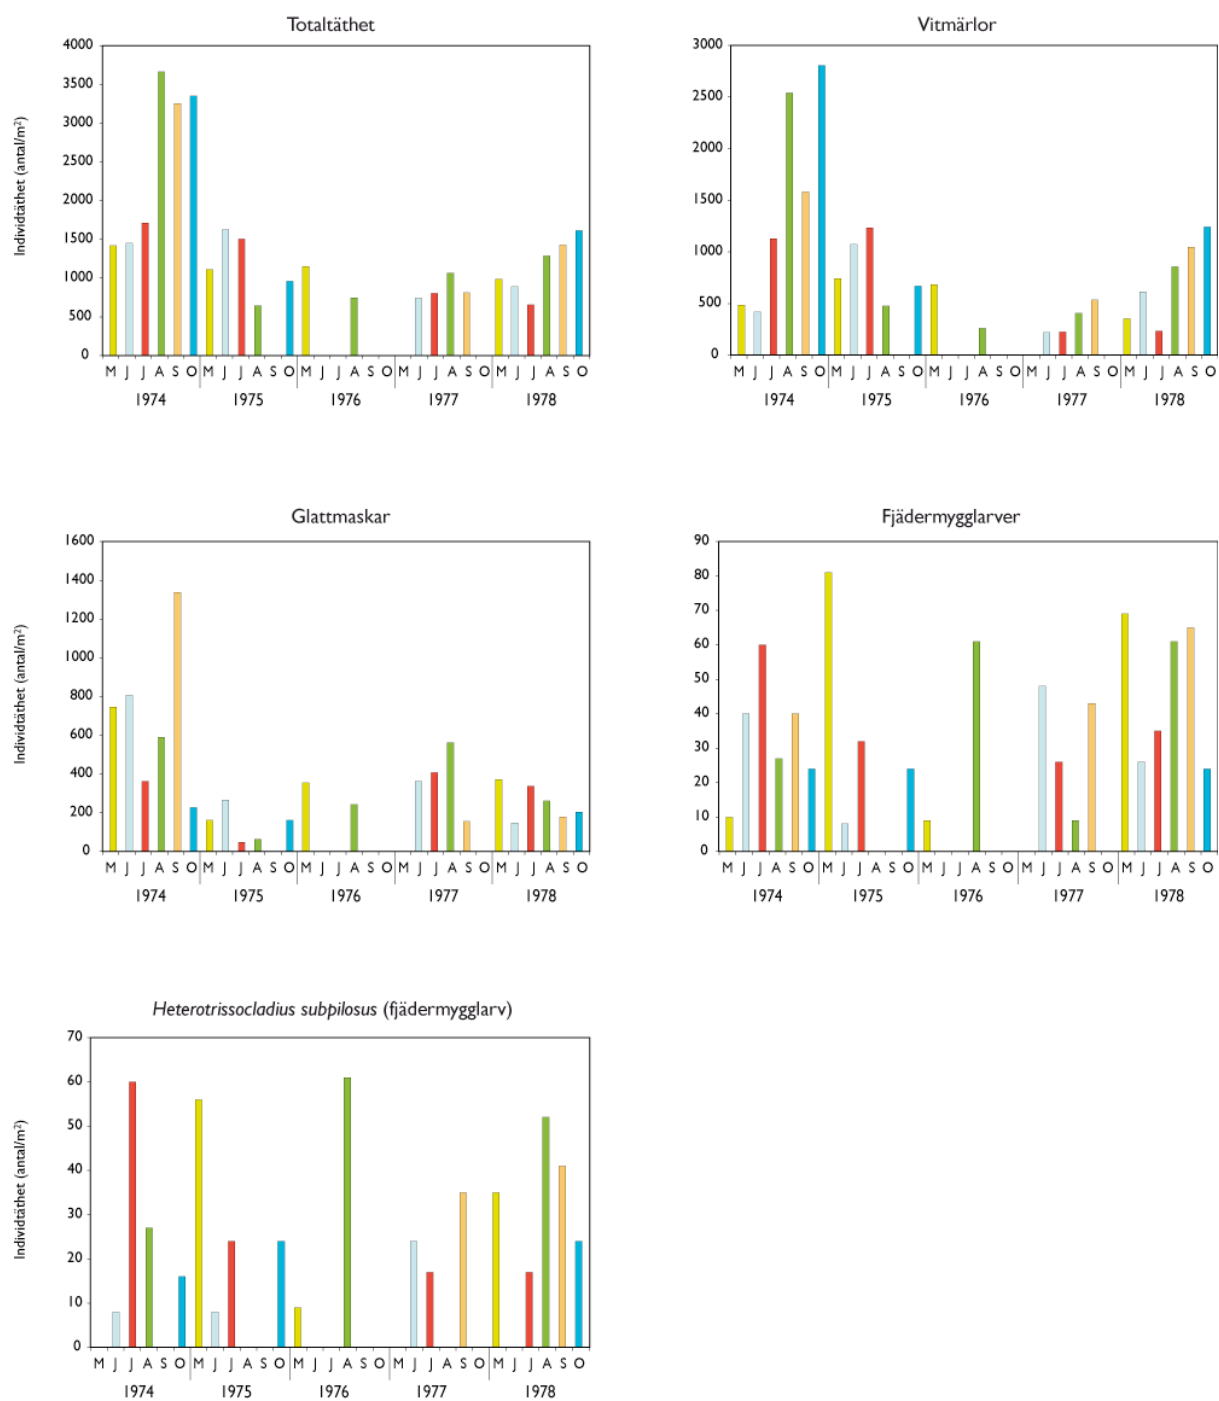 Totaltäthet
Individtäthet (antal/m²)
4000
3500
3000
2500
2000
1500
1000
500
0
M J J A S O M J J A S O M J J A S O M J J A S O M J J A S O
1974 1975 1976 1977 1978
Vitmärlor
3000
2500
2000
1500
1000
500
0
M J J A S O M J J A S O M J J A S O M J J A S O M J J A S O
1974 1975 1976 1977 1978
Glattmaskar
Individtäthet (antal/m²)
1600
1400
1200
1000
800
600
400
200
0
M J J A S O M J J A S O M J J A S O M J J A S O M J J A S O
1974 1975 1976 1977 1978
Fjädermygglarver
90
80
70
60
50
40
30
20
10
0
M J J A S O M J J A S O M J J A S O M J J A S O M J J A S O
1974 1975 1976 1977 1978
Heterotrissocladius subpilosus (fjädermygglarv)
Individtäthet (antal/m²)
70
60
50
40
30
20
10
0
M J J A S O M J J A S O M J J A S O M J J A S O M J J A S O
1974 1975 1976 1977 1978